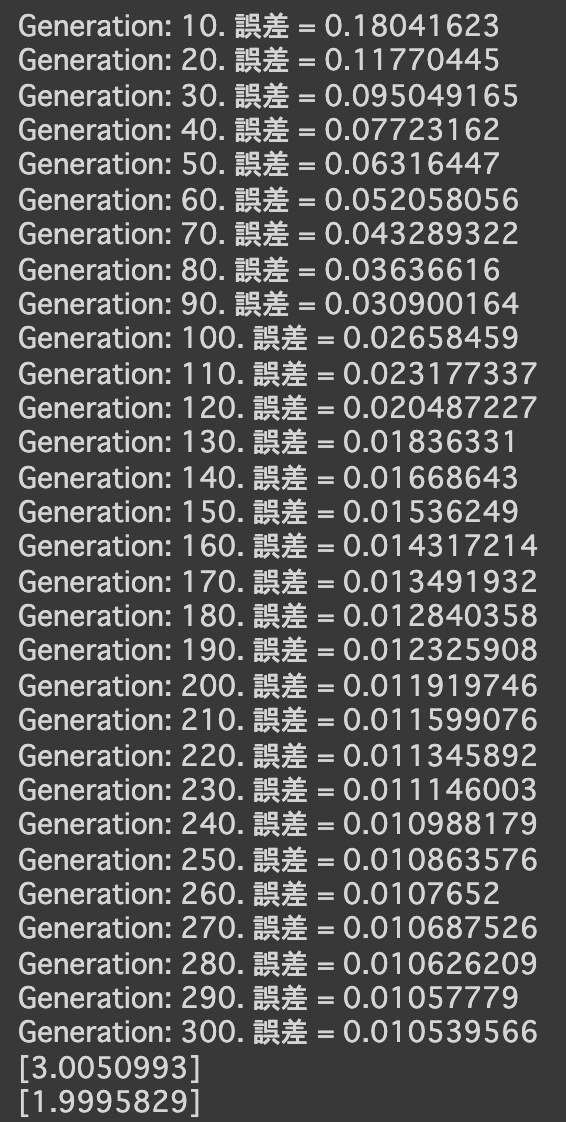 Generation: 10. 誤差 = 0.18041623
Generation: 20. 誤差 = 0.11770445
Generation: 30. 誤差 = 0.095049165
Generation: 40. 誤差 = 0.07723162
Generation: 50. 誤差 = 0.06316447
Generation: 60. 誤差 = 0.052058056
Generation: 70. 誤差 = 0.043289322
Generation: 80. 誤差 = 0.03636616
Generation: 90. 誤差 = 0.030900164
Generation: 100. 誤差 = 0.02658459
Generation: 110. 誤差 = 0.023177337
Generation: 120. 誤差 = 0.020487227
Generation: 130. 誤差 = 0.01836331
Generation: 140. 誤差 = 0.01668643
Generation: 150. 誤差 = 0.01536249
Generation: 160. 誤差 = 0.014317214
Generation: 170. 誤差 = 0.013491932
Generation: 180. 誤差 = 0.012840358
Generation: 190. 誤差 = 0.012325908
Generation: 200. 誤差 = 0.011919746
Generation: 210. 誤差 = 0.011599076
Generation: 220. 誤差 = 0.011345892
Generation: 230. 誤差 = 0.011146003
Generation: 240. 誤差 = 0.010988179
Generation: 250. 誤差 = 0.010863576
Generation: 260. 誤差 = 0.0107652
Generation: 270. 誤差 = 0.010687526
Generation: 280. 誤差 = 0.010626209
Generation: 290. 誤差 = 0.01057779
Generation: 300. 誤差 = 0.010539566
[3.0050993]
[1.9995829]